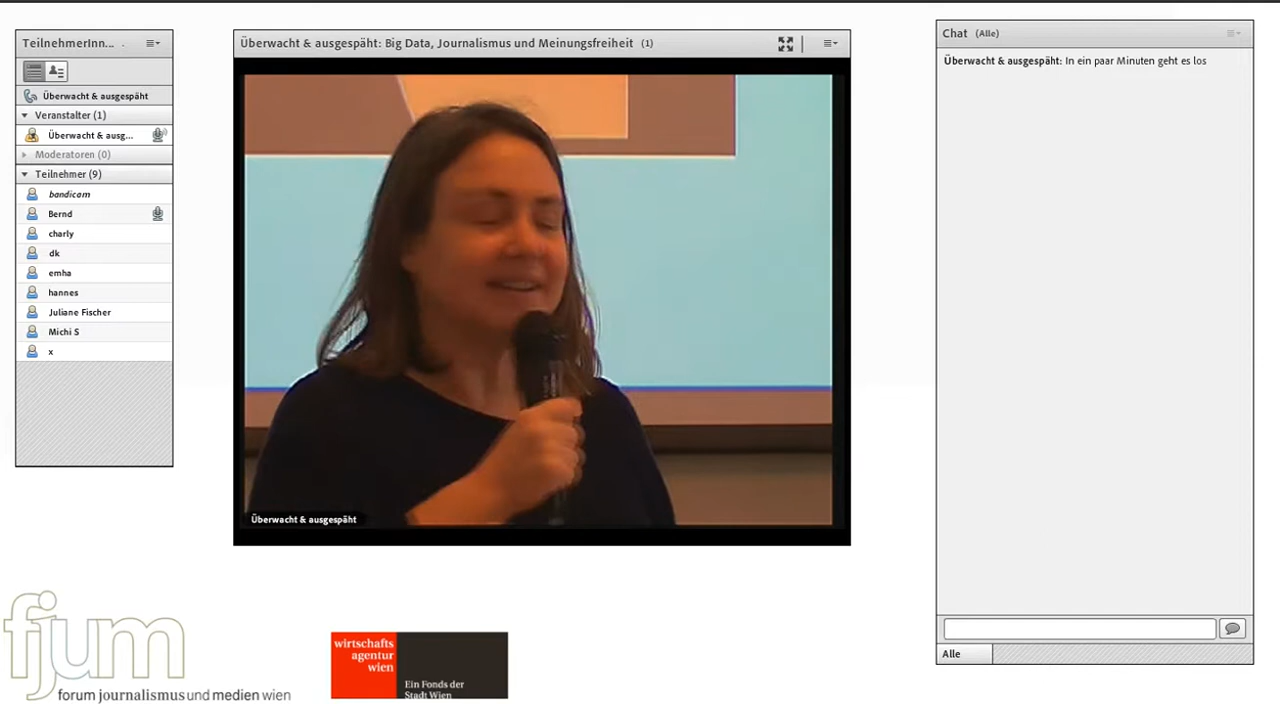 TeilnehmerInn... .
Überwacht & ausgespäht
Veranstalter (1)
Überwacht & ausg...
Moderatoren (0)
Teilnehmer (9)
bandicam
Bernd
charly
dk
emha
hannes
Juliane Fischer
Michi S
x
Überwacht & ausgespäht: Big Data, Journalismus und Meinungsfreiheit (1)
Überwacht & ausgespäht
Chat (Alle)
Überwacht & ausgespäht: In ein paar Minuten geht es los
Alle
fjum
forum journalismus und medien wien
wirtschafts
agentur
wien
Ein Fonds der
Stadt Wien